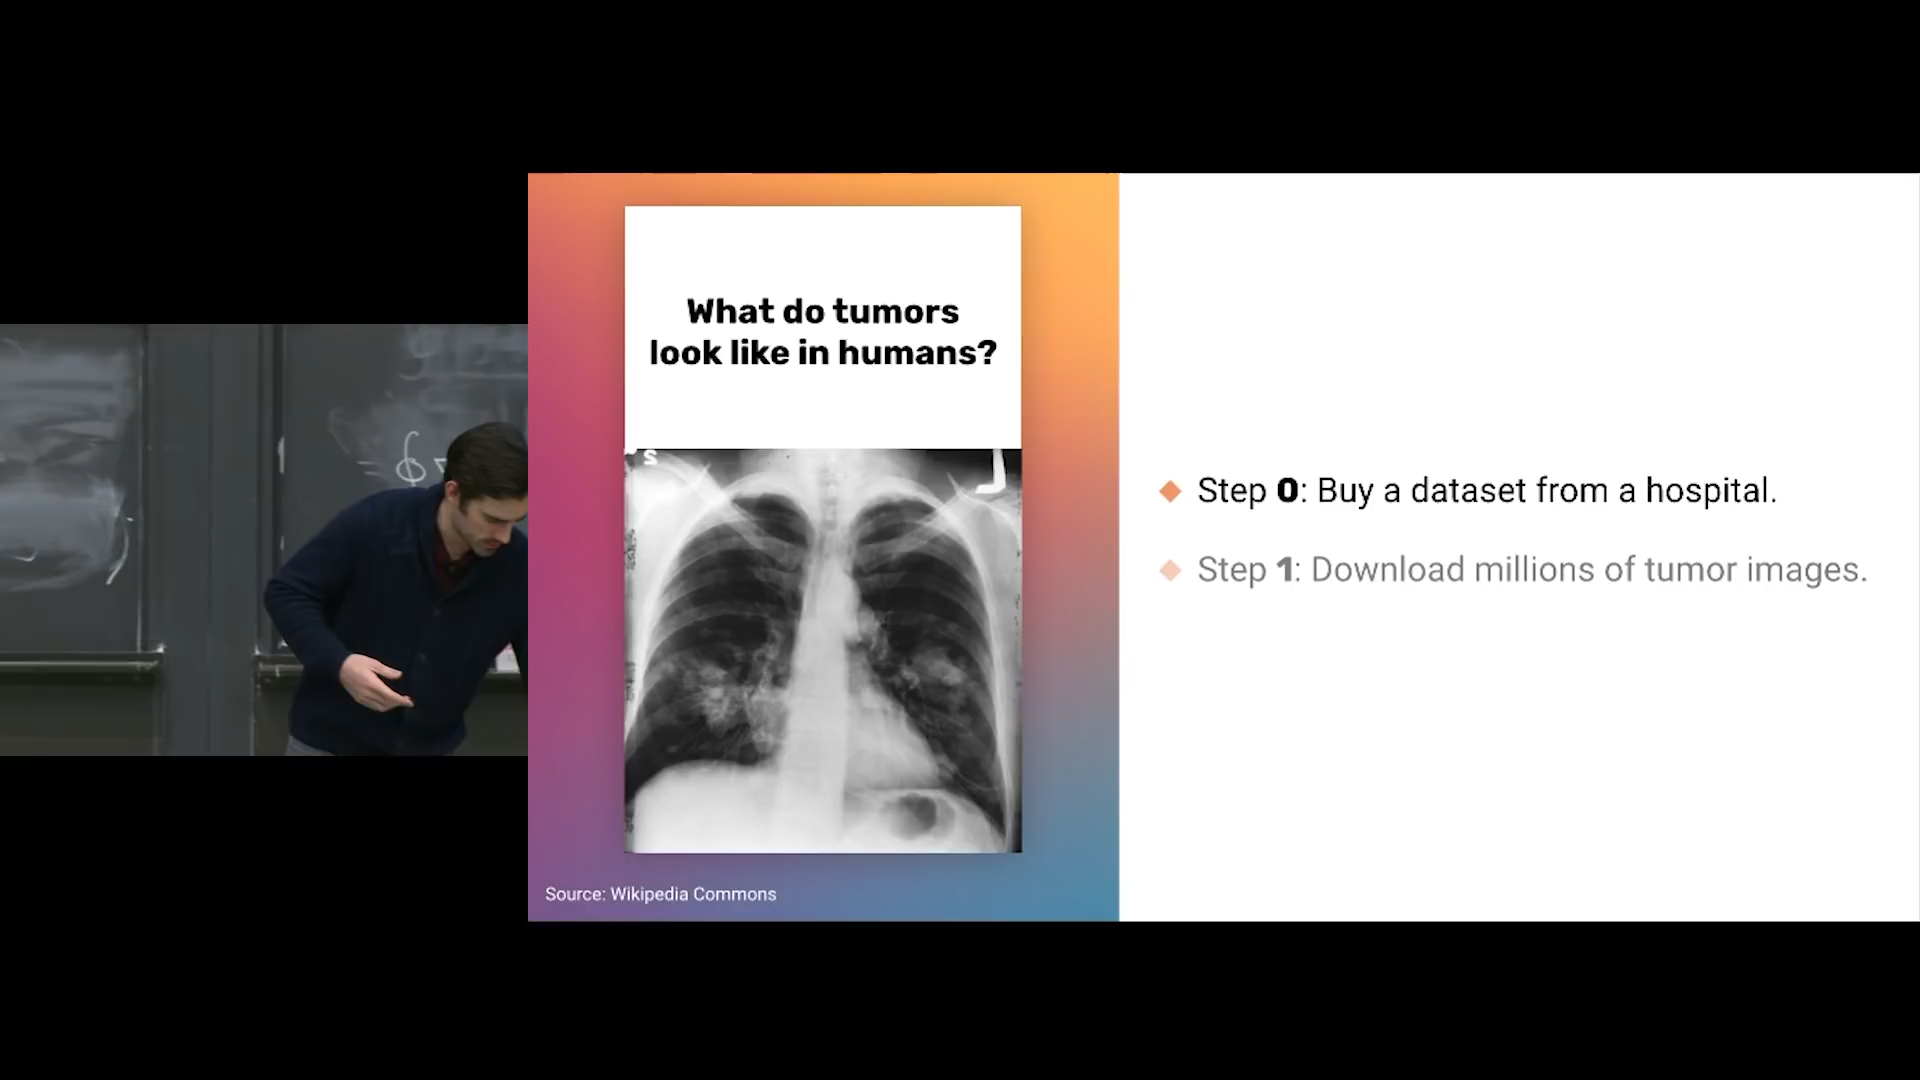 What do tumors
look like in humans?
S
Source: Wikipedia Commons
Step 0: Buy a dataset from a hospital.
Step 1: Download millions of tumor images.